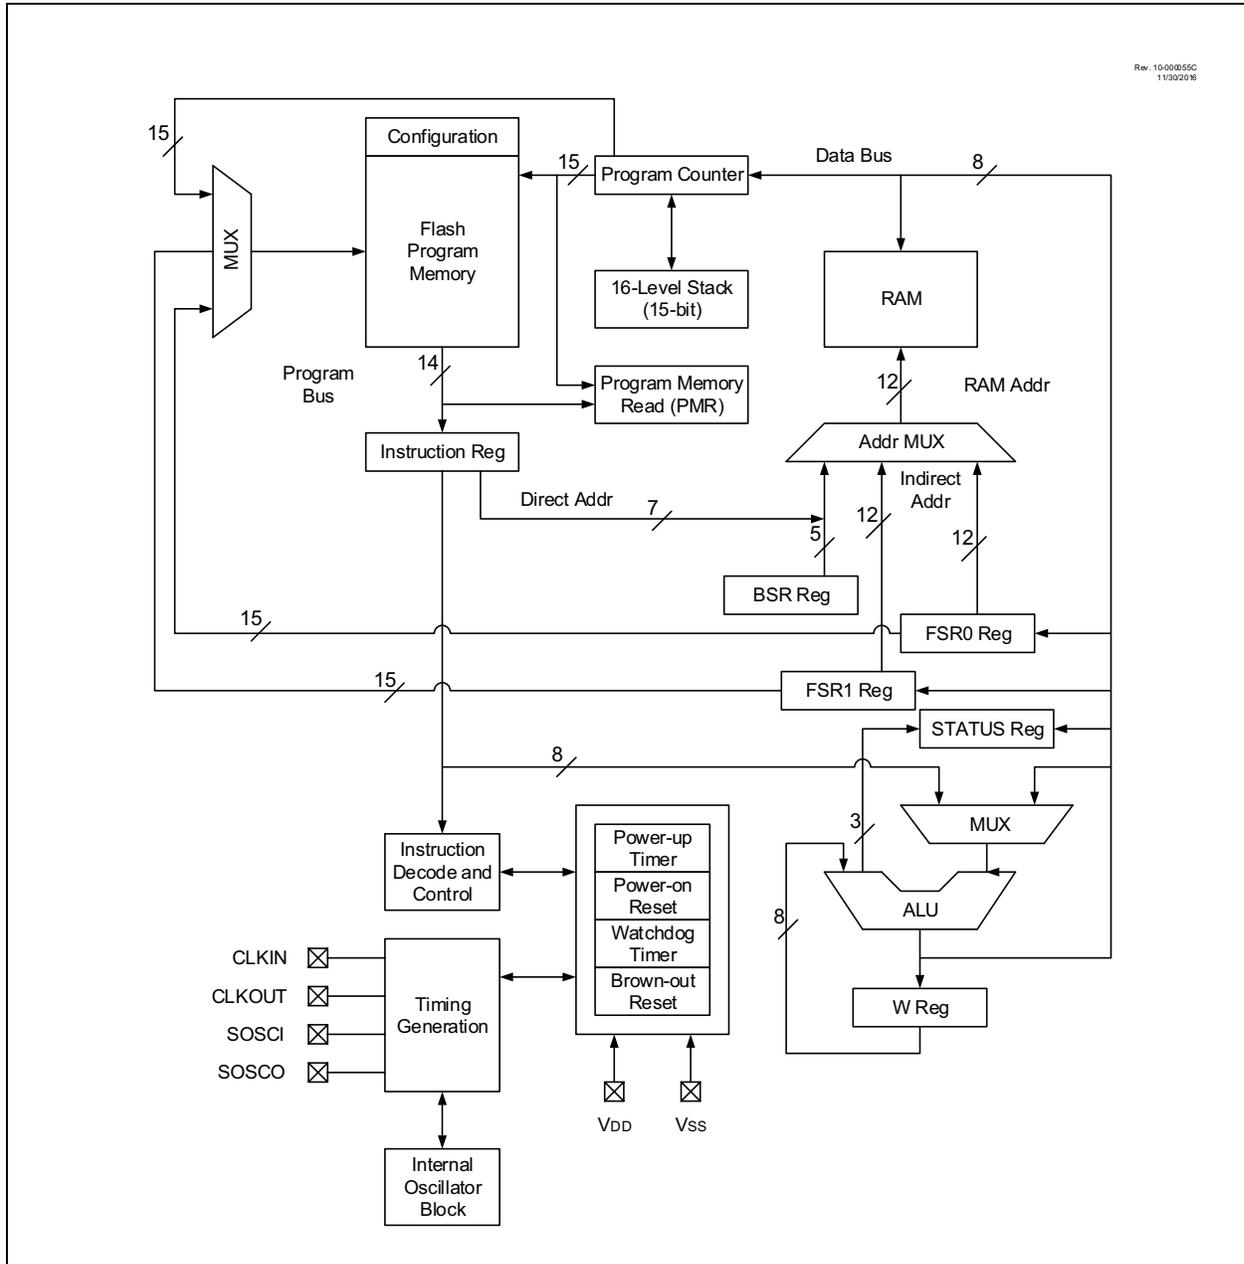 Rev. 10-000055C
11/30/2016
15
Configuration
15
Program Counter
Data Bus
8
MUX
Flash
Program
Memory
16-Level Stack
(15-bit)
RAM
Program
Bus
14
Program Memory
Read (PMR)
12
RAM Addr
Instruction Reg
Addr MUX
Direct Addr
7
Indirect
Addr
12
5
12
BSR Reg
15
FSR0 Reg
15
FSR1 Reg
STATUS Reg
8
3
MUX
Instruction
Decode and
Control
Power-up
Timer
Power-on
Reset
Watchdog
Timer
Brown-out
Reset
8
ALU
CLKIN
CLKOUT
SOSCI
SOSCO
Timing
Generation
W Reg
VDD
VSS
Internal
Oscillator
Block